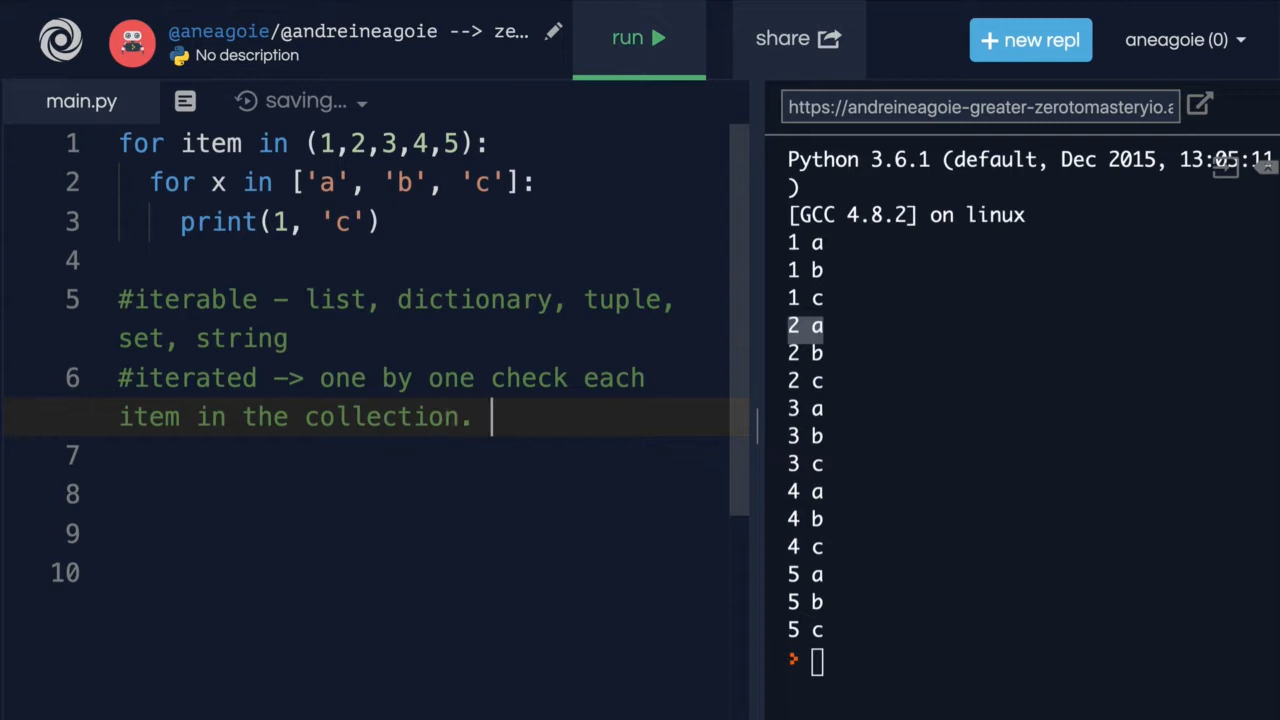 @aneagoie/@andreineagoie --> ze...
No description
run
share
+ new repl
aneagoie (0)
main.py
saving...
https://andreineagoie-greater-zerotomasteryio.a
1 for item in (1,2,3,4,5):
2 for x in ['a', 'b', 'c']:
3 print(1, 'c')
4
5 #iterable - list, dictionary, tuple,
set, string
6 #iterated -> one by one check each
item in the collection.
7
8
9
10
Python 3.6.1 (default, Dec 2015, 13:05:11
)
[GCC 4.8.2] on linux
1 a
1 b
1 c
2 a
2 b
2 c
3 a
3 b
3 c
4 a
4 b
4 c
5 a
5 b
5 c